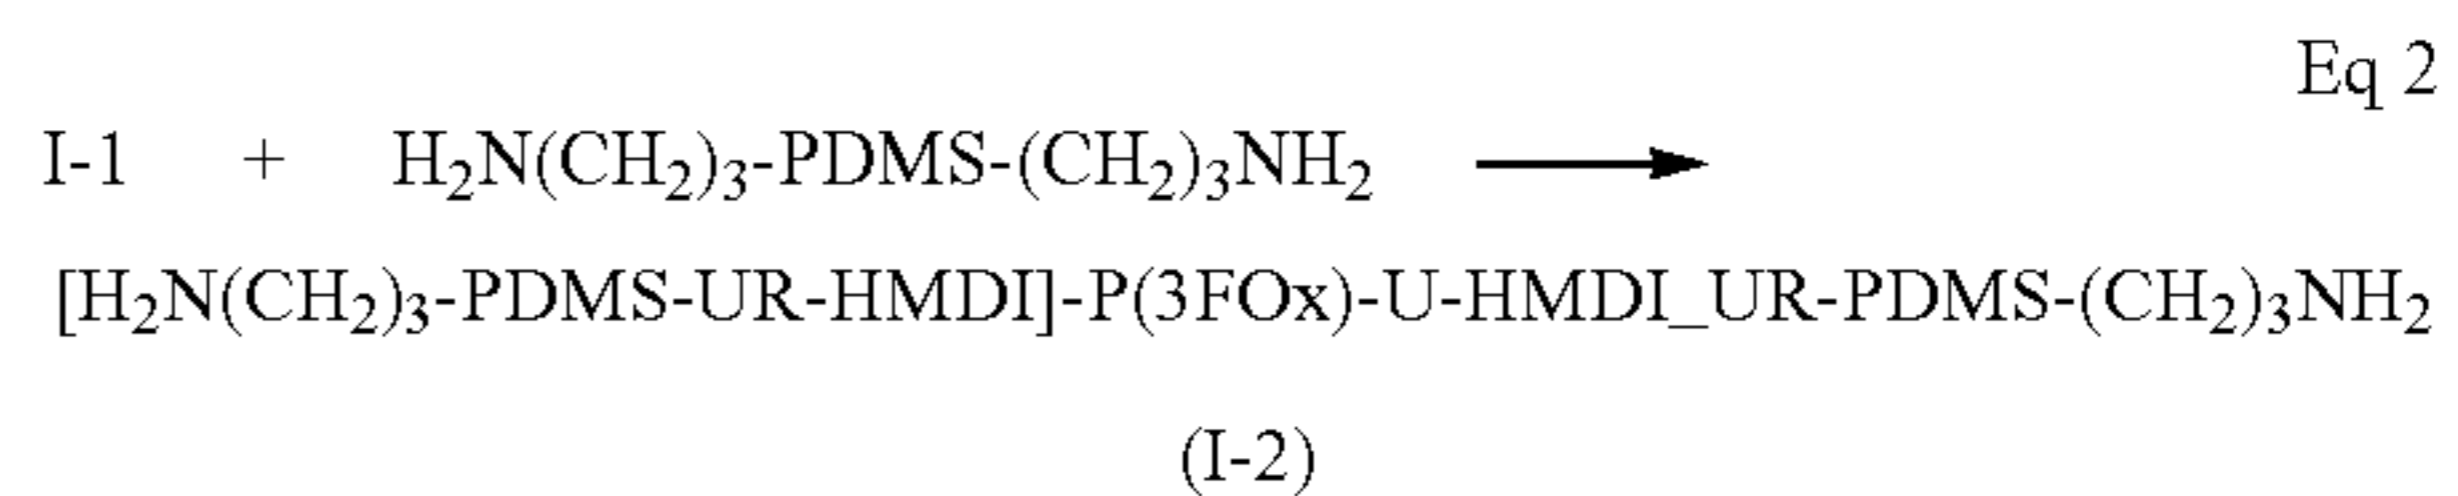 Eq 2
I-1 + H₂N(CH₂)₃-PDMS-(CH₂)₃NH₂ ⟶
[H₂N(CH₂)₃-PDMS-UR-HMDI]-P(3FOx)-U-HMDI_UR-PDMS-(CH₂)₃NH₂
(I-2)